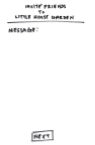 INVITE FRIENDS
TO
LITTLE HOUSE GARDEN
MESSAGE:
NEXT